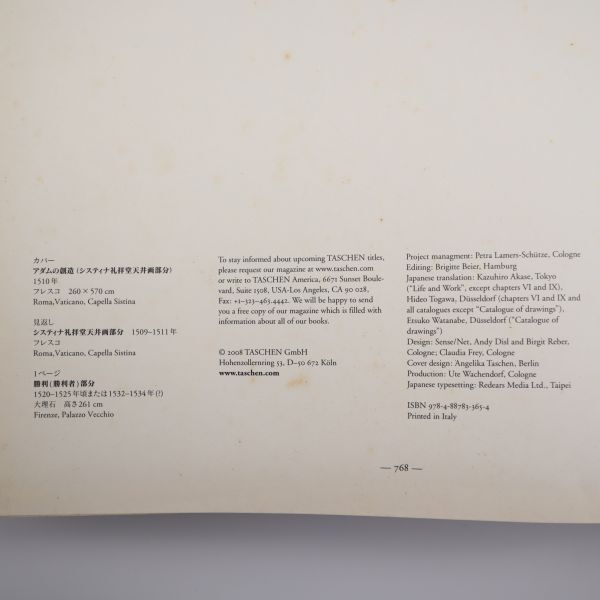 カバー
アダムの創造（システィナ礼拝堂天井画部分）
1510年
フレスコ　260×570 cm
Roma,Vaticano, Capella Sistina
見返し
システィナ礼拝堂天井画部分　1509–1511年
フレスコ
Roma,Vaticano, Capella Sistina
1ページ
勝利（勝利者）部分
1520–1525年頃または1532–1534年(?)
大理石　高さ261 cm
Firenze, Palazzo Vecchio
To stay informed about upcoming TASCHEN titles,
please request our magazine at www.taschen.com
or write to TASCHEN America, 6671 Sunset Boule-
vard, Suite 1508, USA-Los Angeles, CA 90 028,
Fax: +1–323–463.4442. We will be happy to send
you a free copy of our magazine which is filled with
information about all of our books.
© 2008 TASCHEN GmbH
Hohenzollernring 53, D–50 672 Köln
www.taschen.com
Project managment: Petra Lamers-Schütze, Cologne
Editing: Brigitte Beier, Hamburg
Japanese translation: Kazuhiro Akase, Tokyo
("Life and Work", except chapters VI and IX),
Hideo Togawa, Düsseldorf (chapters VI and IX and
all catalogues except "Catalogue of drawings"),
Etsuko Watanabe, Düsseldorf ("Catalogue of
drawings")
Design: Sense/Net, Andy Disl and Birgit Reber,
Cologne; Claudia Frey, Cologne
Cover design: Angelika Taschen, Berlin
Production: Ute Wachendorf, Cologne
Japanese typesetting: Redears Media Ltd., Taipei
ISBN 978-4-88783-365-4
Printed in Italy
— 768 —